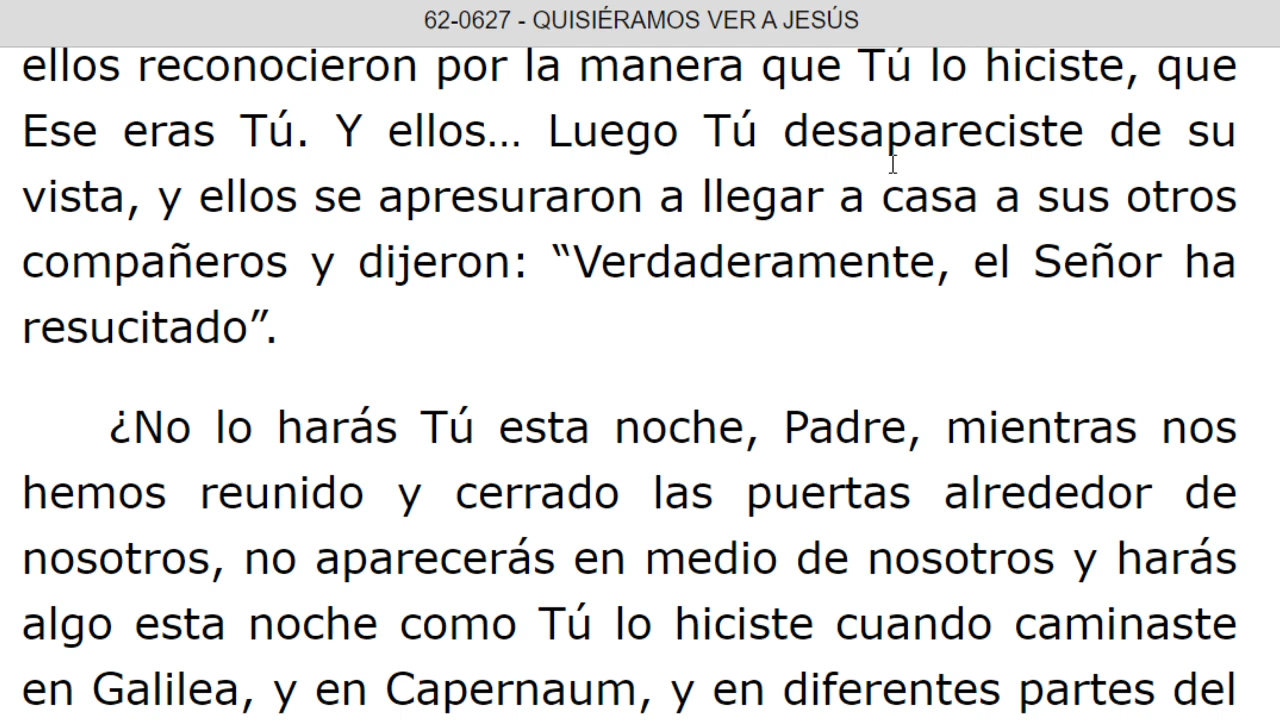 62-0627 - QUISIÉRAMOS VER A JESÚS
ellos reconocieron por la manera que Tú lo hiciste, que
Ese eras Tú. Y ellos… Luego Tú desapareciste de su
vista, y ellos se apresuraron a llegar a casa a sus otros
compañeros y dijeron: “Verdaderamente, el Señor ha
resucitado”.
¿No lo harás Tú esta noche, Padre, mientras nos
hemos reunido y cerrado las puertas alrededor de
nosotros, no aparecerás en medio de nosotros y harás
algo esta noche como Tú lo hiciste cuando caminaste
en Galilea, y en Capernaum, y en diferentes partes del